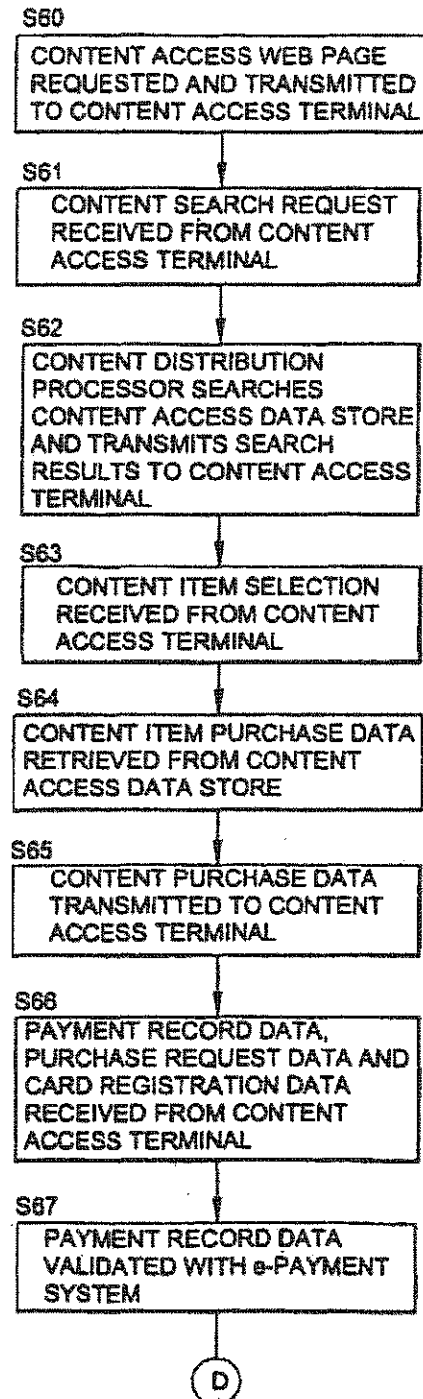 S60
CONTENT ACCESS WEB PAGE
REQUESTED AND TRANSMITTED
TO CONTENT ACCESS TERMINAL
S61
CONTENT SEARCH REQUEST
RECEIVED FROM CONTENT
ACCESS TERMINAL
S62
CONTENT DISTRIBUTION
PROCESSOR SEARCHES
CONTENT ACCESS DATA STORE
AND TRANSMITS SEARCH
RESULTS TO CONTENT ACCESS
TERMINAL
S63
CONTENT ITEM SELECTION
RECEIVED FROM CONTENT
ACCESS TERMINAL
S64
CONTENT ITEM PURCHASE DATA
RETRIEVED FROM CONTENT
ACCESS DATA STORE
S65
CONTENT PURCHASE DATA
TRANSMITTED TO CONTENT
ACCESS TERMINAL
S66
PAYMENT RECORD DATA,
PURCHASE REQUEST DATA AND
CARD REGISTRATION DATA
RECEIVED FROM CONTENT
ACCESS TERMINAL
S67
PAYMENT RECORD DATA
VALIDATED WITH e-PAYMENT
SYSTEM
D